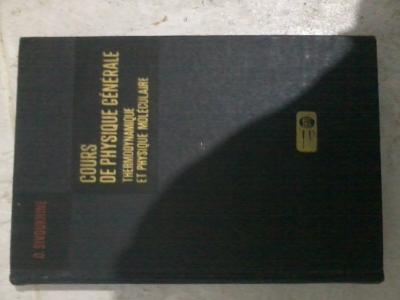 D. SIVOUKHINE
COURS
DE PHYSIQUE GÉNÉRALE
THERMODYNAMIQUE
ET PHYSIQUE MOLÉCULAIRE